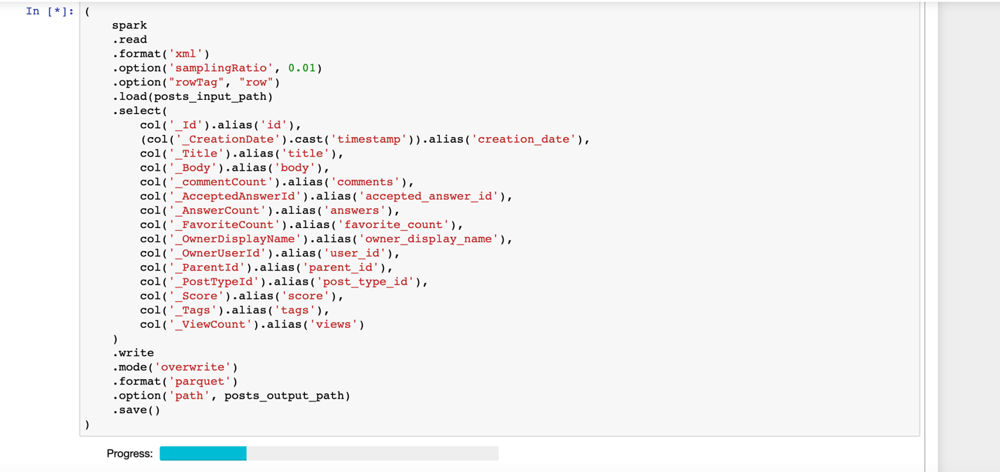 In [*]: (
    spark
    .read
    .format('xml')
    .option('samplingRatio', 0.01)
    .option("rowTag", "row")
    .load(posts_input_path)
    .select(
        col('_Id').alias('id'),
        (col('_CreationDate').cast('timestamp')).alias('creation_date'),
        col('_Title').alias('title'),
        col('_Body').alias('body'),
        col('_commentCount').alias('comments'),
        col('_AcceptedAnswerId').alias('accepted_answer_id'),
        col('_AnswerCount').alias('answers'),
        col('_FavoriteCount').alias('favorite_count'),
        col('_OwnerDisplayName').alias('owner_display_name'),
        col('_OwnerUserId').alias('user_id'),
        col('_ParentId').alias('parent_id'),
        col('_PostTypeId').alias('post_type_id'),
        col('_Score').alias('score'),
        col('_Tags').alias('tags'),
        col('_ViewCount').alias('views')
    )
    .write
    .mode('overwrite')
    .format('parquet')
    .option('path', posts_output_path)
    .save()
)
Progress: